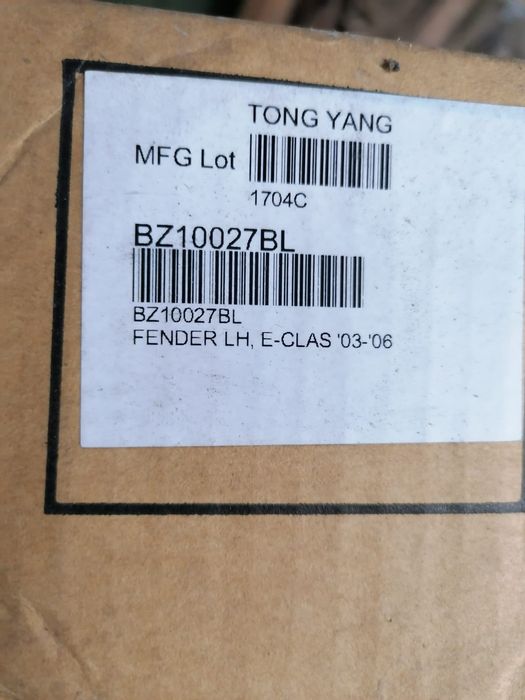 TONG YANG
MFG Lot
1704C
BZ10027BL
BZ10027BL
FENDER LH, E-CLAS '03-'06